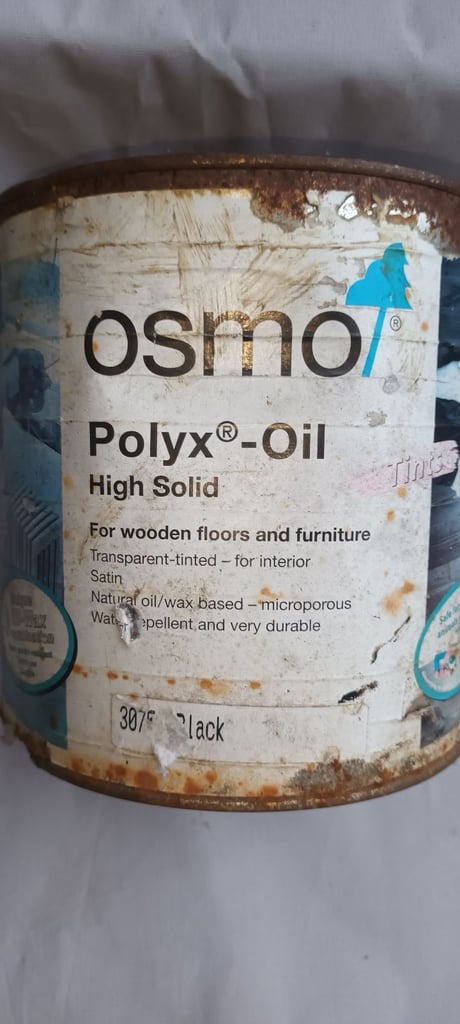 osmo®
Polyx®-Oil
High Solid
Tints
For wooden floors and furniture
Transparent-tinted – for interior
Satin
Natural oil/wax based – microporous
and very durable
Black